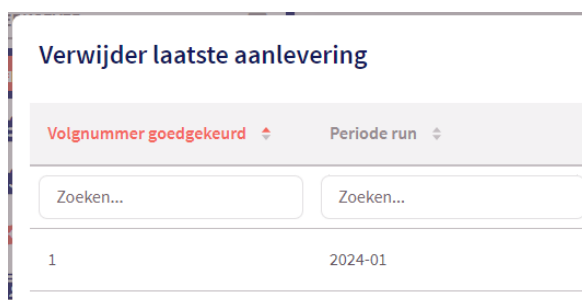 Verwijder laatste aanlevering
Volgnummer goedgekeurd Periode run
Zoeken... Zoeken...
1 2024-01